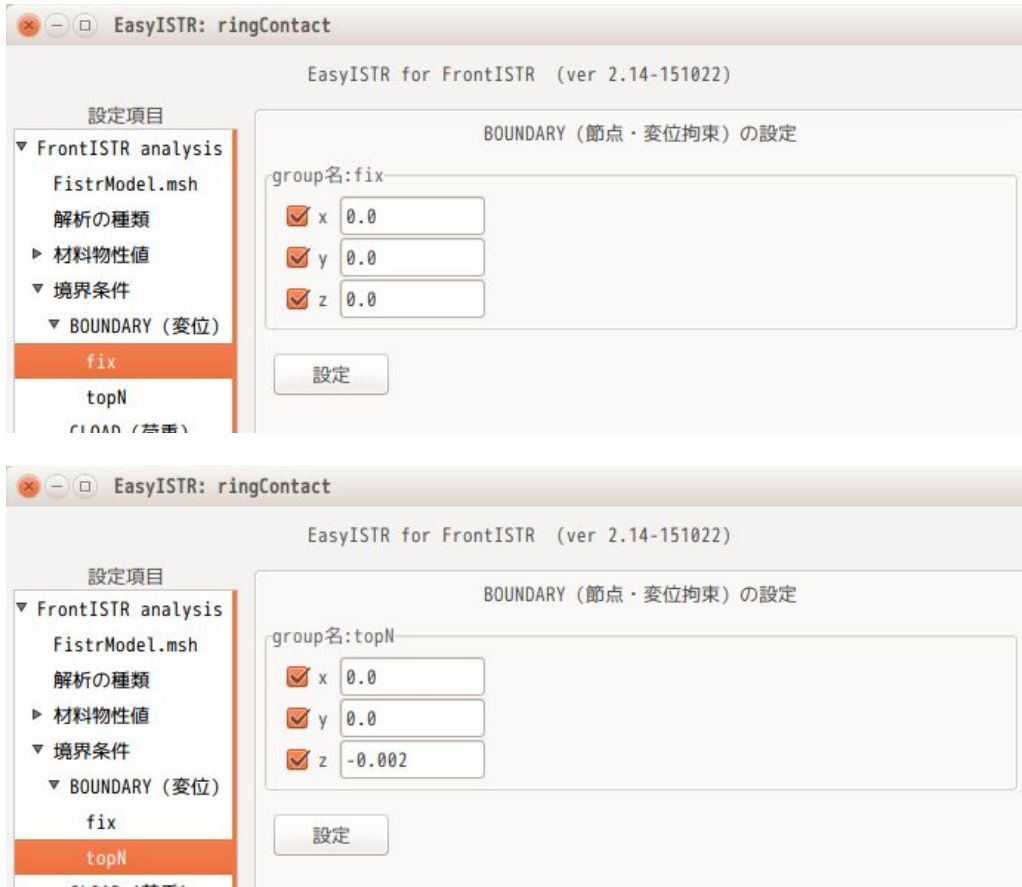 EasyISTR: ringContact
EasyISTR for FrontISTR (ver 2.14-151022)
設定項目
FrontISTR analysis
FistrModel.msh
解析の種類
材料物性値
境界条件
BOUNDARY (変位)
fix
topN
CLOAD (荷重)
BOUNDARY (節点・変位拘束) の設定
group名:fix
x 0.0
y 0.0
z 0.0
設定
EasyISTR: ringContact
EasyISTR for FrontISTR (ver 2.14-151022)
設定項目
FrontISTR analysis
FistrModel.msh
解析の種類
材料物性値
境界条件
BOUNDARY (変位)
fix
topN
BOUNDARY (節点・変位拘束) の設定
group名:topN
x 0.0
y 0.0
z -0.002
設定